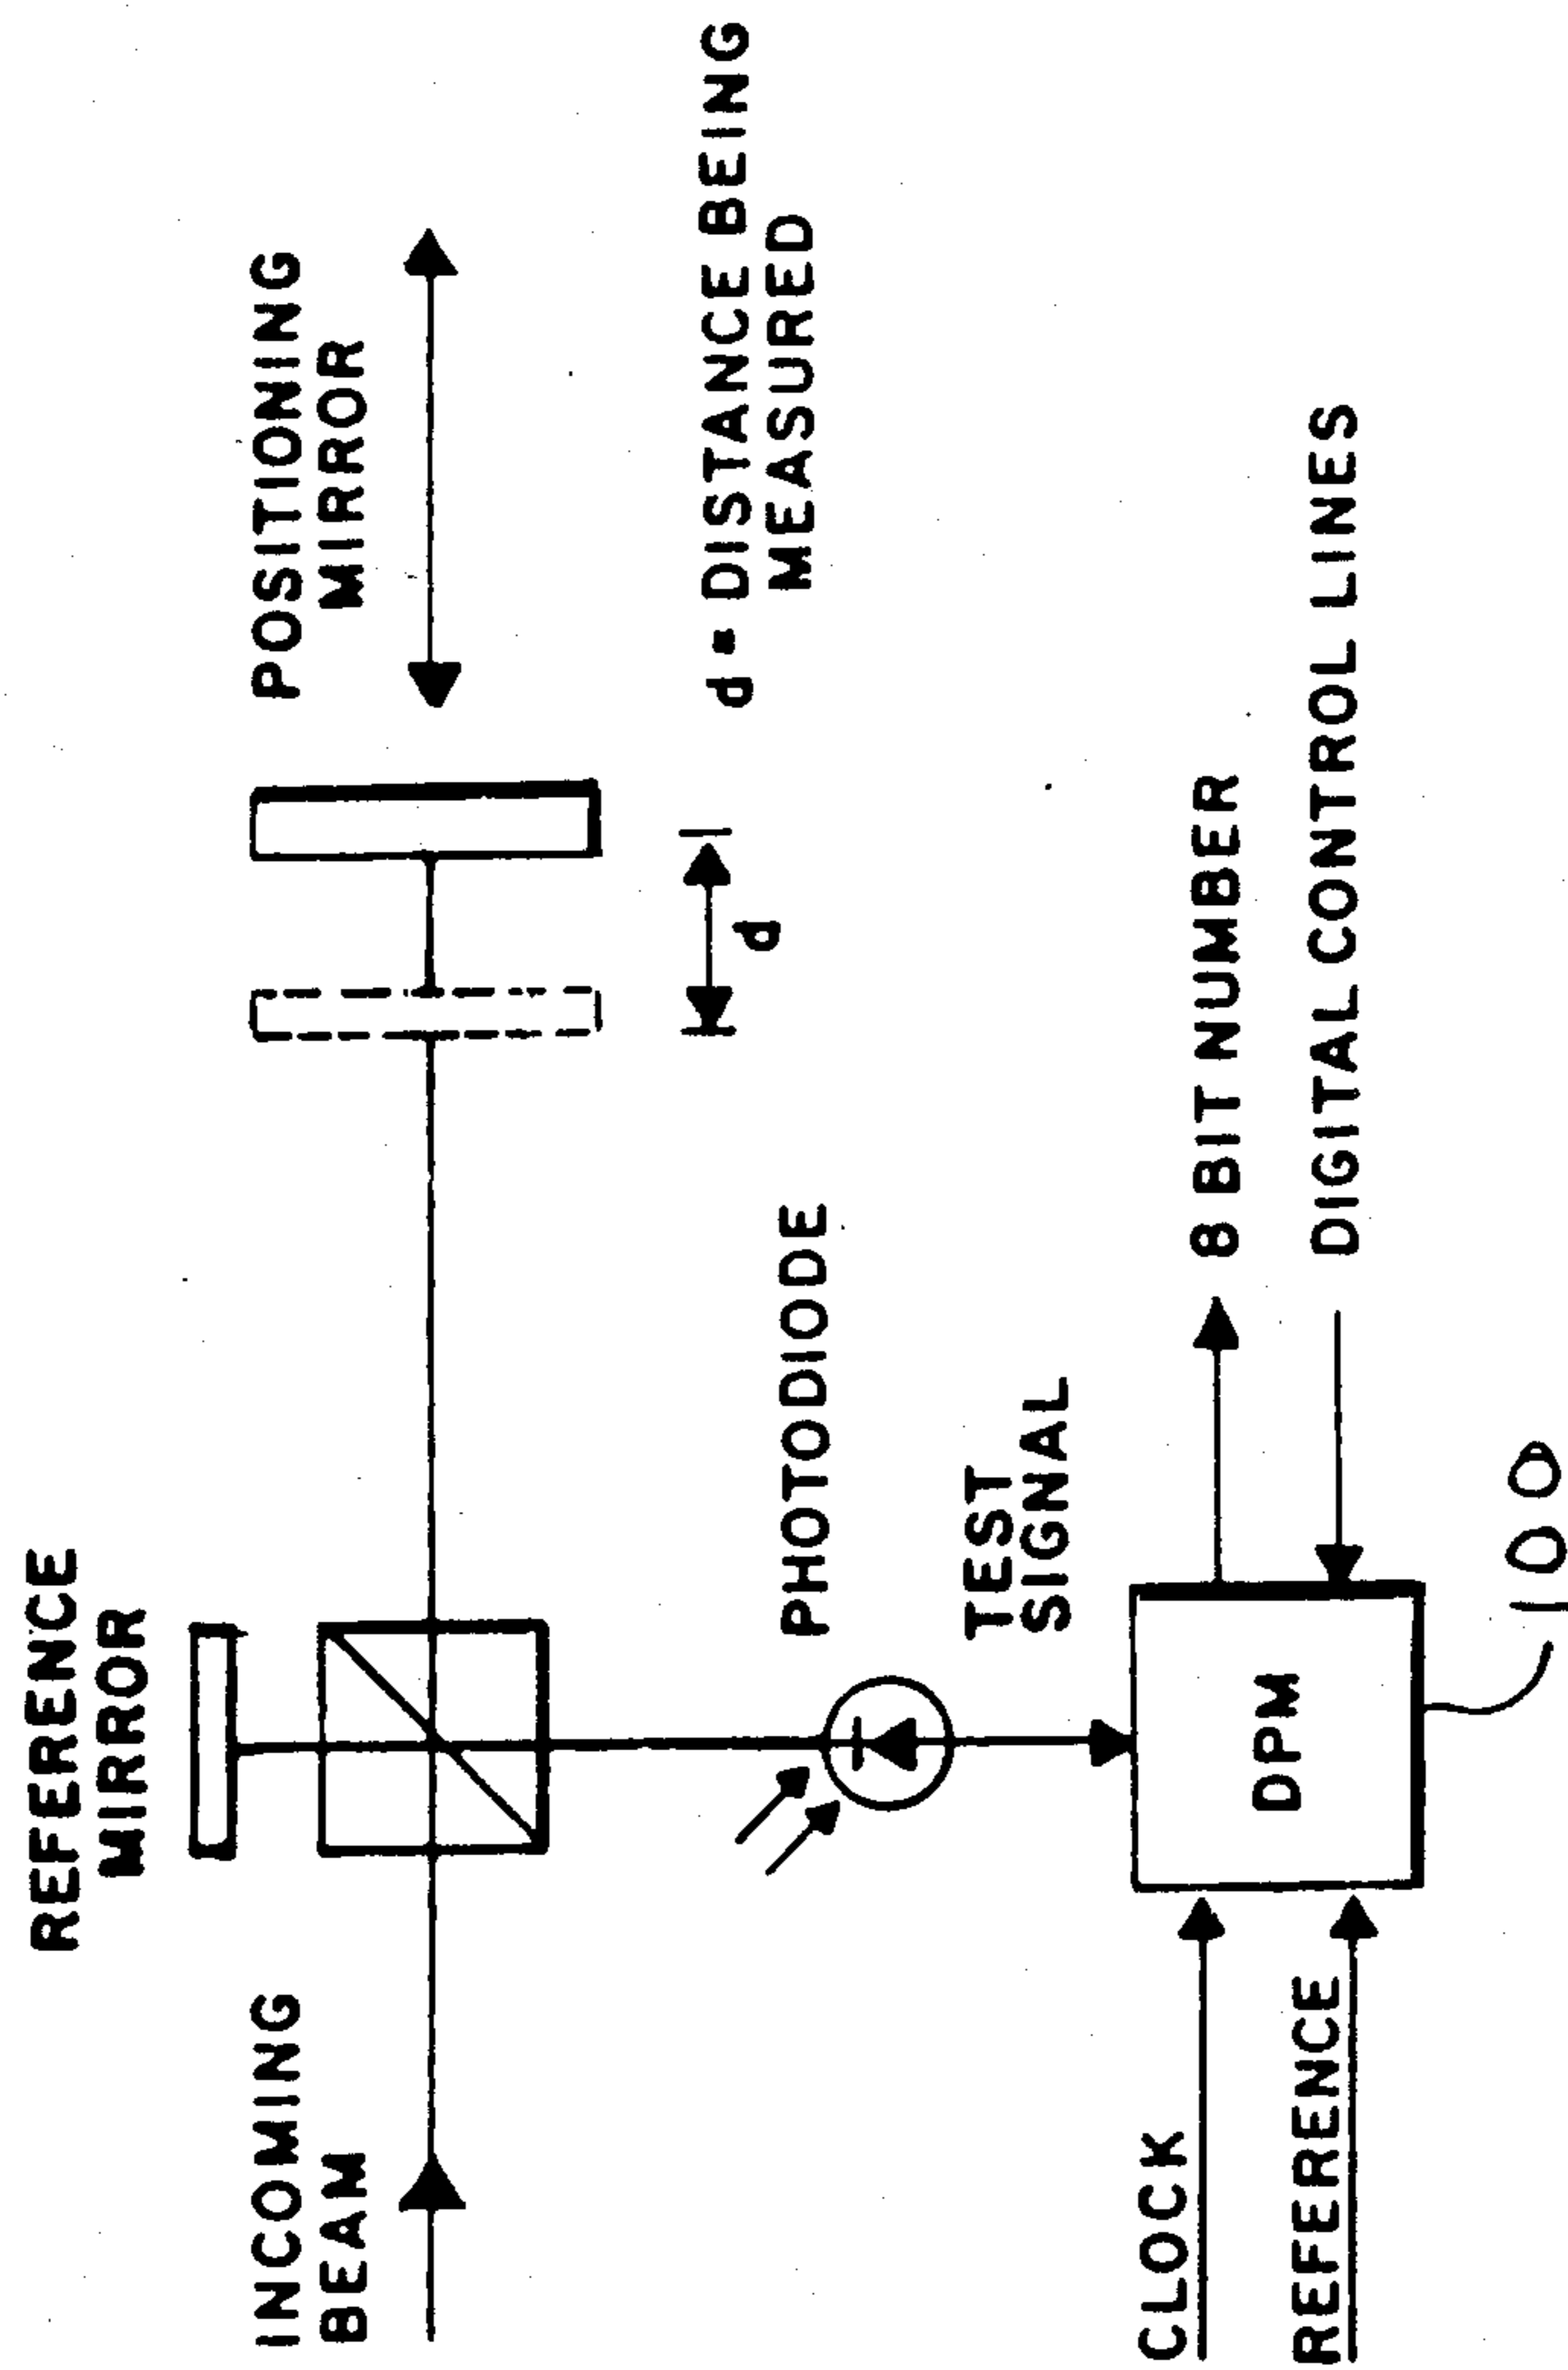 REFERENCE
MIRROR
INCOMING
BEAM
POSITIONING
MIRROR
d
d = DISTANCE BEING
MEASURED
PHOTODIODE
TEST
SIGNAL
CLOCK
REFERENCE
DPM
8 BIT NUMBER
DIGITAL CONTROL LINES
100